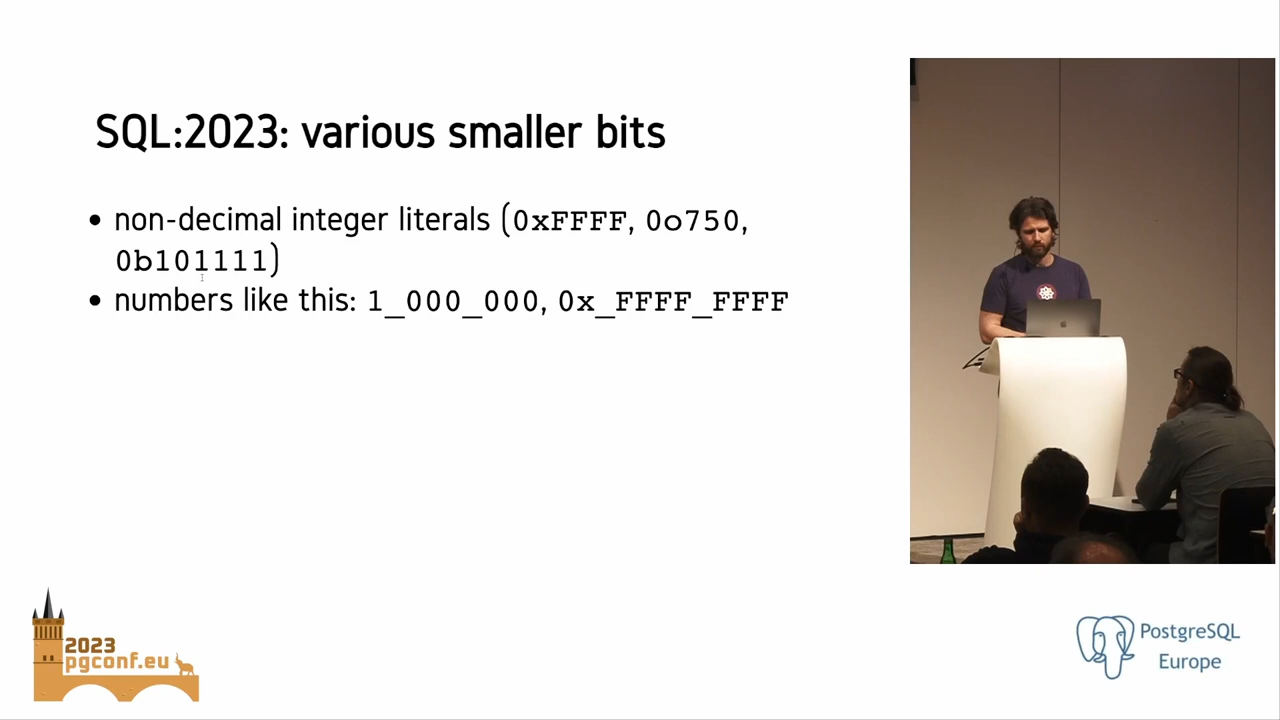 SQL:2023: various smaller bits
• non-decimal integer literals (0xFFFF, 0o750,
0b101111)
• numbers like this: 1_000_000, 0x_FFFF_FFFF
2023
pgconf.eu
PostgreSQL
Europe